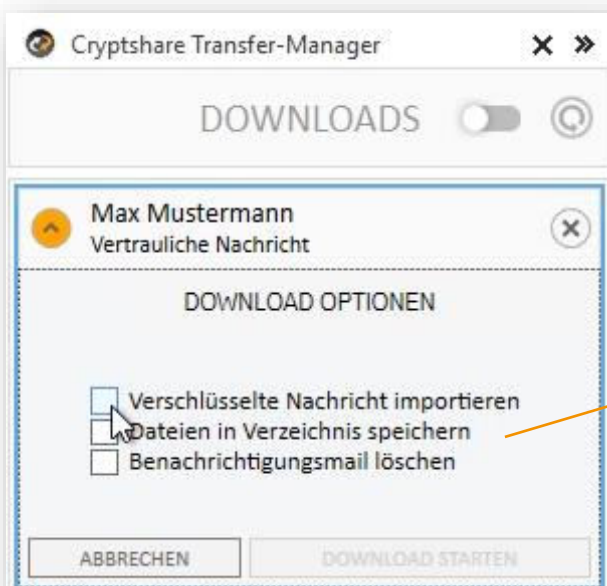 Cryptshare Transfer-Manager
DOWNLOADS
Max Mustermann
Vertrauliche Nachricht
DOWNLOAD OPTIONEN
Verschlüsselte Nachricht importieren
Dateien in Verzeichnis speichern
Benachrichtigungsmail löschen
ABBRECHEN DOWNLOAD STARTEN